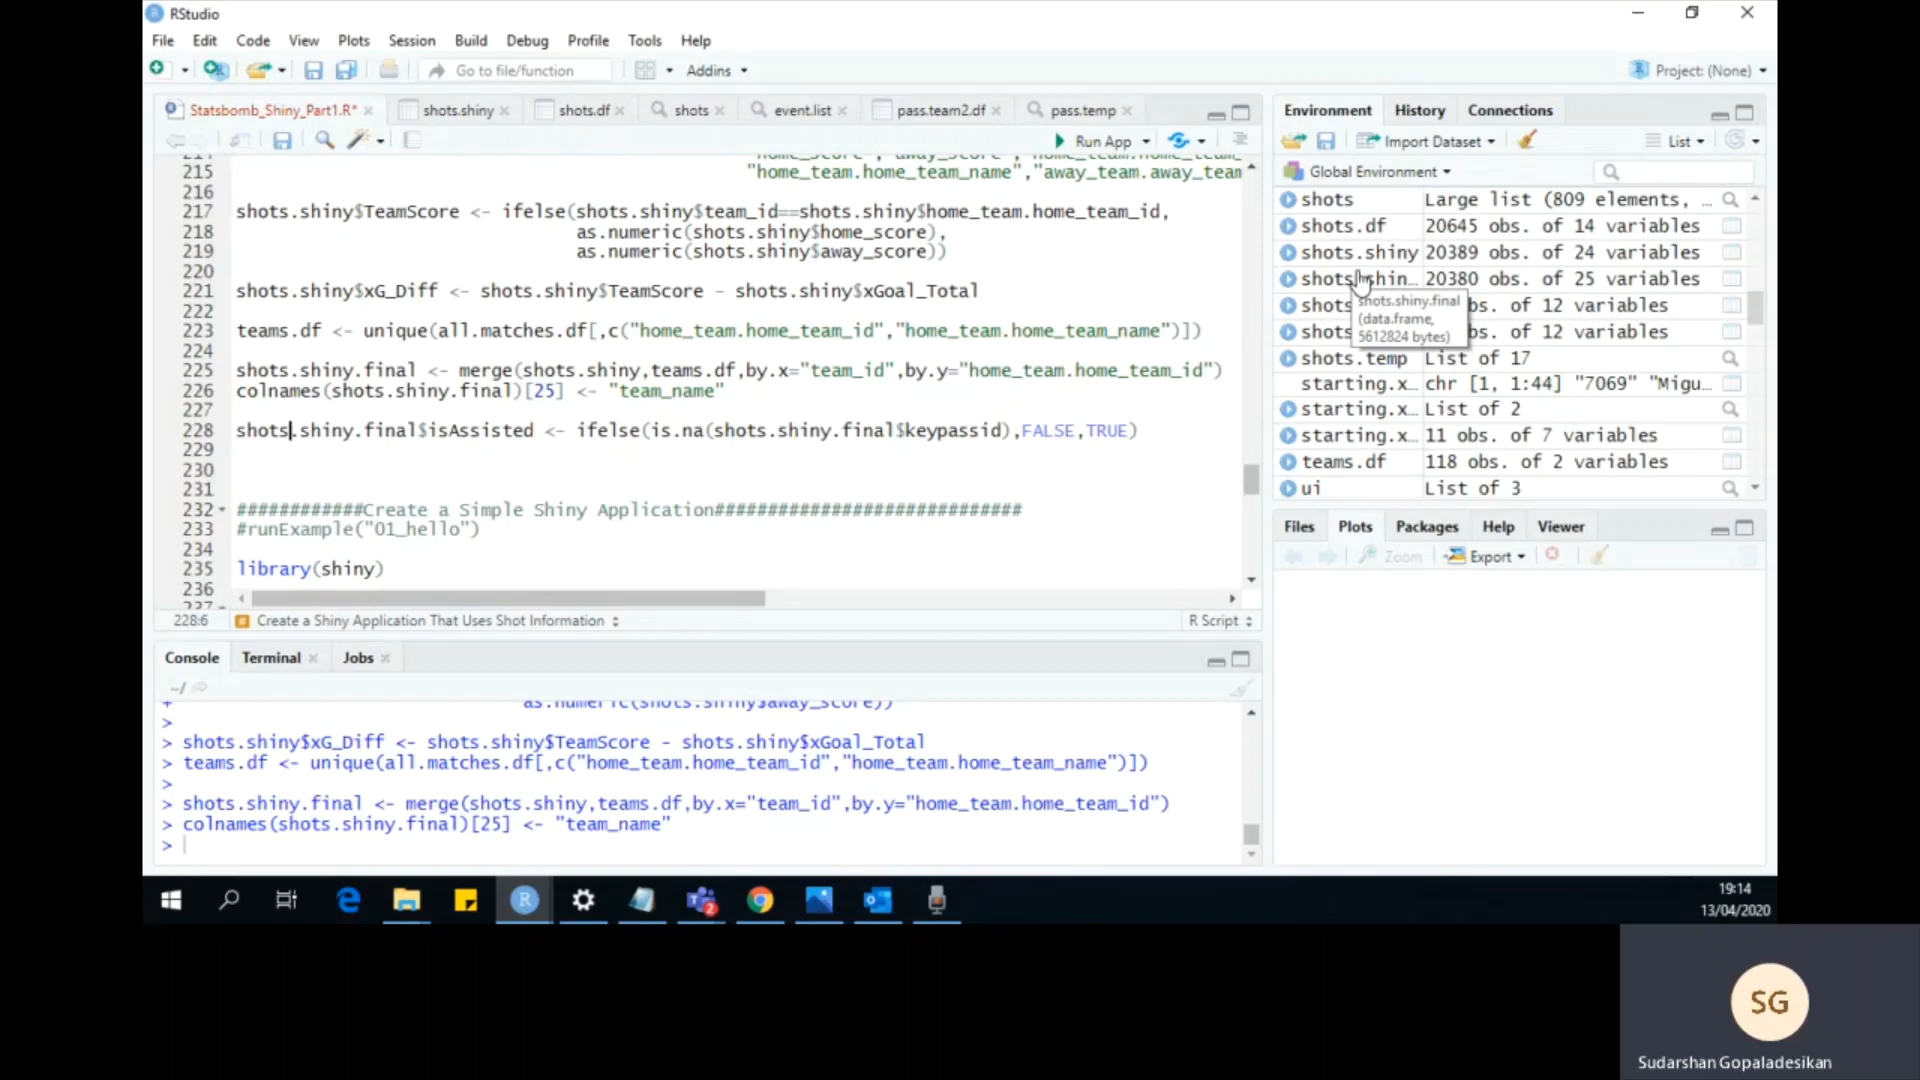 RStudio
File Edit Code View Plots Session Build Debug Profile Tools Help
Go to file/function Addins Project: (None)
Statsbomb_Shiny_Part1.R* shots.shiny shots.df shots event.list pass.team2.df pass.temp
Run App
215 "home_team.home_team_name","away_team.away_team
216
217 shots.shiny$TeamScore <- ifelse(shots.shiny$team_id==shots.shiny$home_team.home_team_id,
218 as.numeric(shots.shiny$home_score),
219 as.numeric(shots.shiny$away_score))
220
221 shots.shiny$xG_Diff <- shots.shiny$TeamScore - shots.shiny$xGoal_Total
222
223 teams.df <- unique(all.matches.df[,c("home_team.home_team_id","home_team.home_team_name")])
224
225 shots.shiny.final <- merge(shots.shiny,teams.df,by.x="team_id",by.y="home_team.home_team_id")
226 colnames(shots.shiny.final)[25] <- "team_name"
227
228 shots.shiny.final$isAssisted <- ifelse(is.na(shots.shiny.final$keypassid),FALSE,TRUE)
229
230
231
232 ############Create a Simple Shiny Application#############################
233 #runExample("01_hello")
234
235 library(shiny)
236
237
228:6 Create a Shiny Application That Uses Shot Information R Script
Console Terminal Jobs
~/
+ as.numeric(shots.shiny$away_score))
>
> shots.shiny$xG_Diff <- shots.shiny$TeamScore - shots.shiny$xGoal_Total
> teams.df <- unique(all.matches.df[,c("home_team.home_team_id","home_team.home_team_name")])
>
> shots.shiny.final <- merge(shots.shiny,teams.df,by.x="team_id",by.y="home_team.home_team_id")
> colnames(shots.shiny.final)[25] <- "team_name"
>
Environment History Connections
Import Dataset List
Global Environment
shots Large list (809 elements, …
shots.df 20645 obs. of 14 variables
shots.shiny 20389 obs. of 24 variables
shots.shin… 20380 obs. of 25 variables
shots obs. of 12 variables
shots obs. of 12 variables
shots.shiny.final
(data.frame,
5612824 bytes)
shots.temp List of 17
starting.x… chr [1, 1:44] "7069" "Migu…
starting.x… List of 2
starting.x… 11 obs. of 7 variables
teams.df 118 obs. of 2 variables
ui List of 3
Files Plots Packages Help Viewer
Zoom Export
19:14
13/04/2020
SG
Sudarshan Gopaladesikan